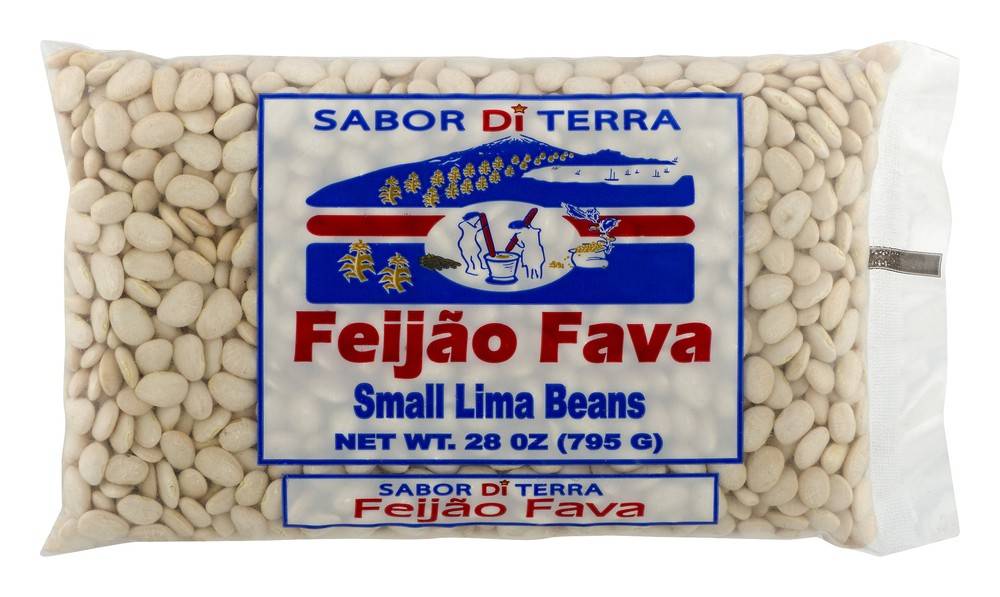 SABOR Di TERRA
Feijão Fava
Small Lima Beans
NET WT. 28 OZ (795 G)
SABOR Di TERRA
Feijão Fava